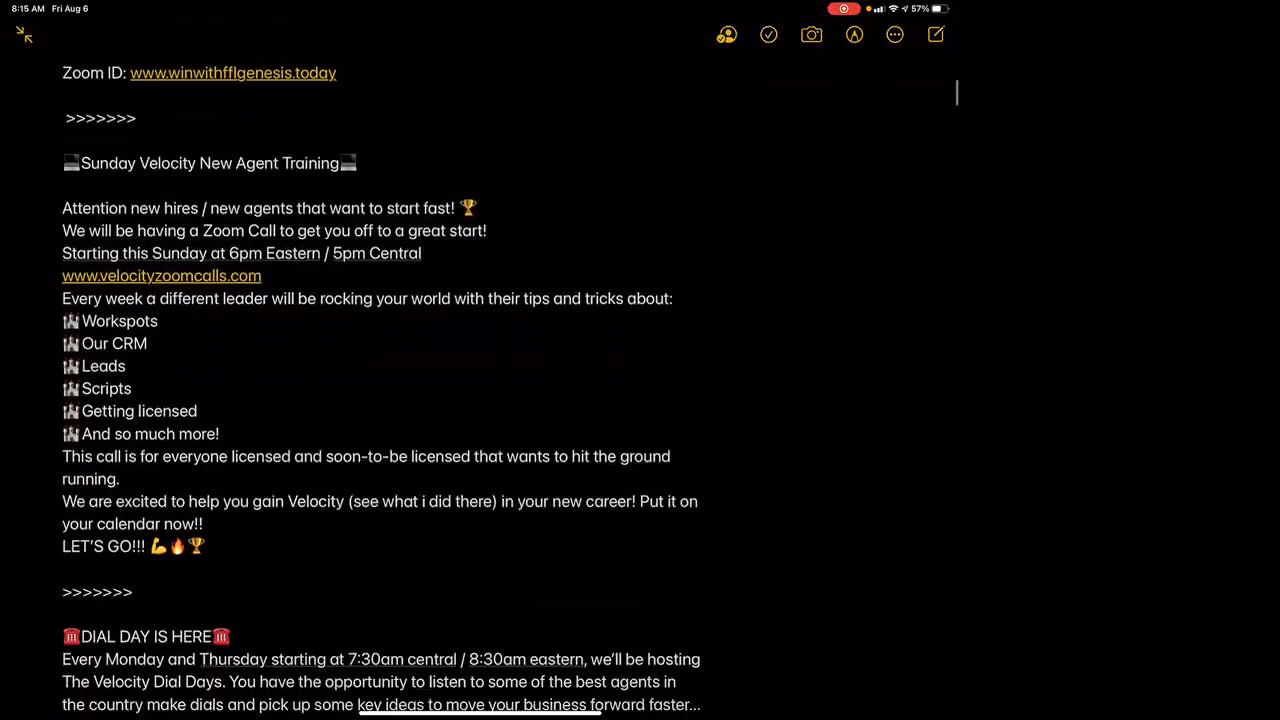 8:15 AM Fri Aug 6
57%
Zoom ID: www.winwithfflgenesis.today
>>>>>>>
💻Sunday Velocity New Agent Training💻
Attention new hires / new agents that want to start fast! 🏆
We will be having a Zoom Call to get you off to a great start!
Starting this Sunday at 6pm Eastern / 5pm Central
www.velocityzoomcalls.com
Every week a different leader will be rocking your world with their tips and tricks about:
🏰Workspots
🏰Our CRM
🏰Leads
🏰Scripts
🏰Getting licensed
🏰And so much more!
This call is for everyone licensed and soon-to-be licensed that wants to hit the ground
running.
We are excited to help you gain Velocity (see what i did there) in your new career! Put it on
your calendar now!!
LET'S GO!!! 💪🔥🏆
>>>>>>>
☎️DIAL DAY IS HERE☎️
Every Monday and Thursday starting at 7:30am central / 8:30am eastern, we'll be hosting
The Velocity Dial Days. You have the opportunity to listen to some of the best agents in
the country make dials and pick up some key ideas to move your business forward faster...